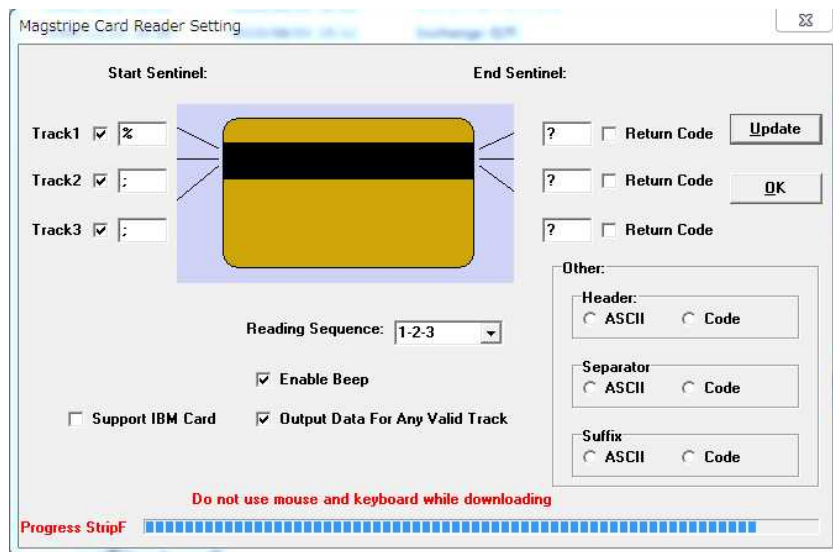 Magstripe Card Reader Setting
Start Sentinel:
End Sentinel:
Track1 %
? Return Code
Update
Track2 ;
? Return Code
OK
Track3 ;
? Return Code
Other:
Header:
ASCII Code
Reading Sequence: 1-2-3
Separator
ASCII Code
Enable Beep
Support IBM Card
Output Data For Any Valid Track
Suffix
ASCII Code
Do not use mouse and keyboard while downloading
Progress StripF